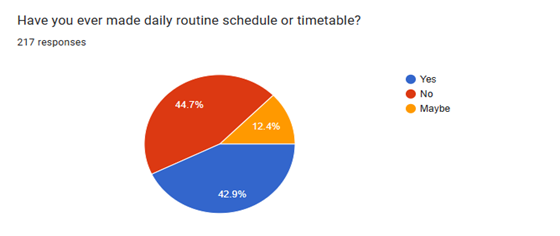 Have you ever made daily routine schedule or timetable?
217 responses
Yes
No
Maybe
44.7%
12.4%
42.9%